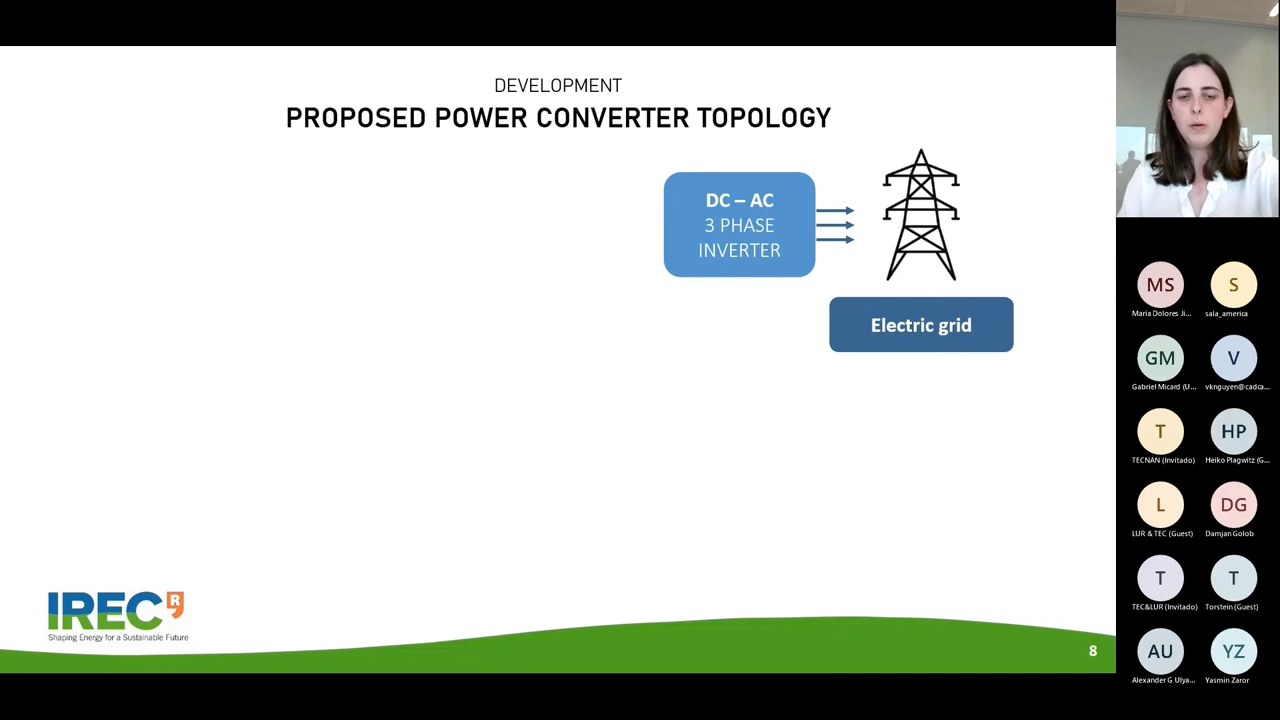 DEVELOPMENT
PROPOSED POWER CONVERTER TOPOLOGY
DC – AC
3 PHASE
INVERTER
Electric grid
IREC R
Shaping Energy for a Sustainable Future
8
MS
Maria Dolores Ji...
S
sala_america
GM
Gabriel Micard (U...
V
vknguyen@cadca...
T
TECNAN (Invitado)
HP
Heiko Plagwitz (G...
L
LUR & TEC (Guest)
DG
Damjan Golob
T
TEC&LUR (Invitado)
T
Torstein (Guest)
AU
Alexander G Ulya...
YZ
Yasmin Zaror